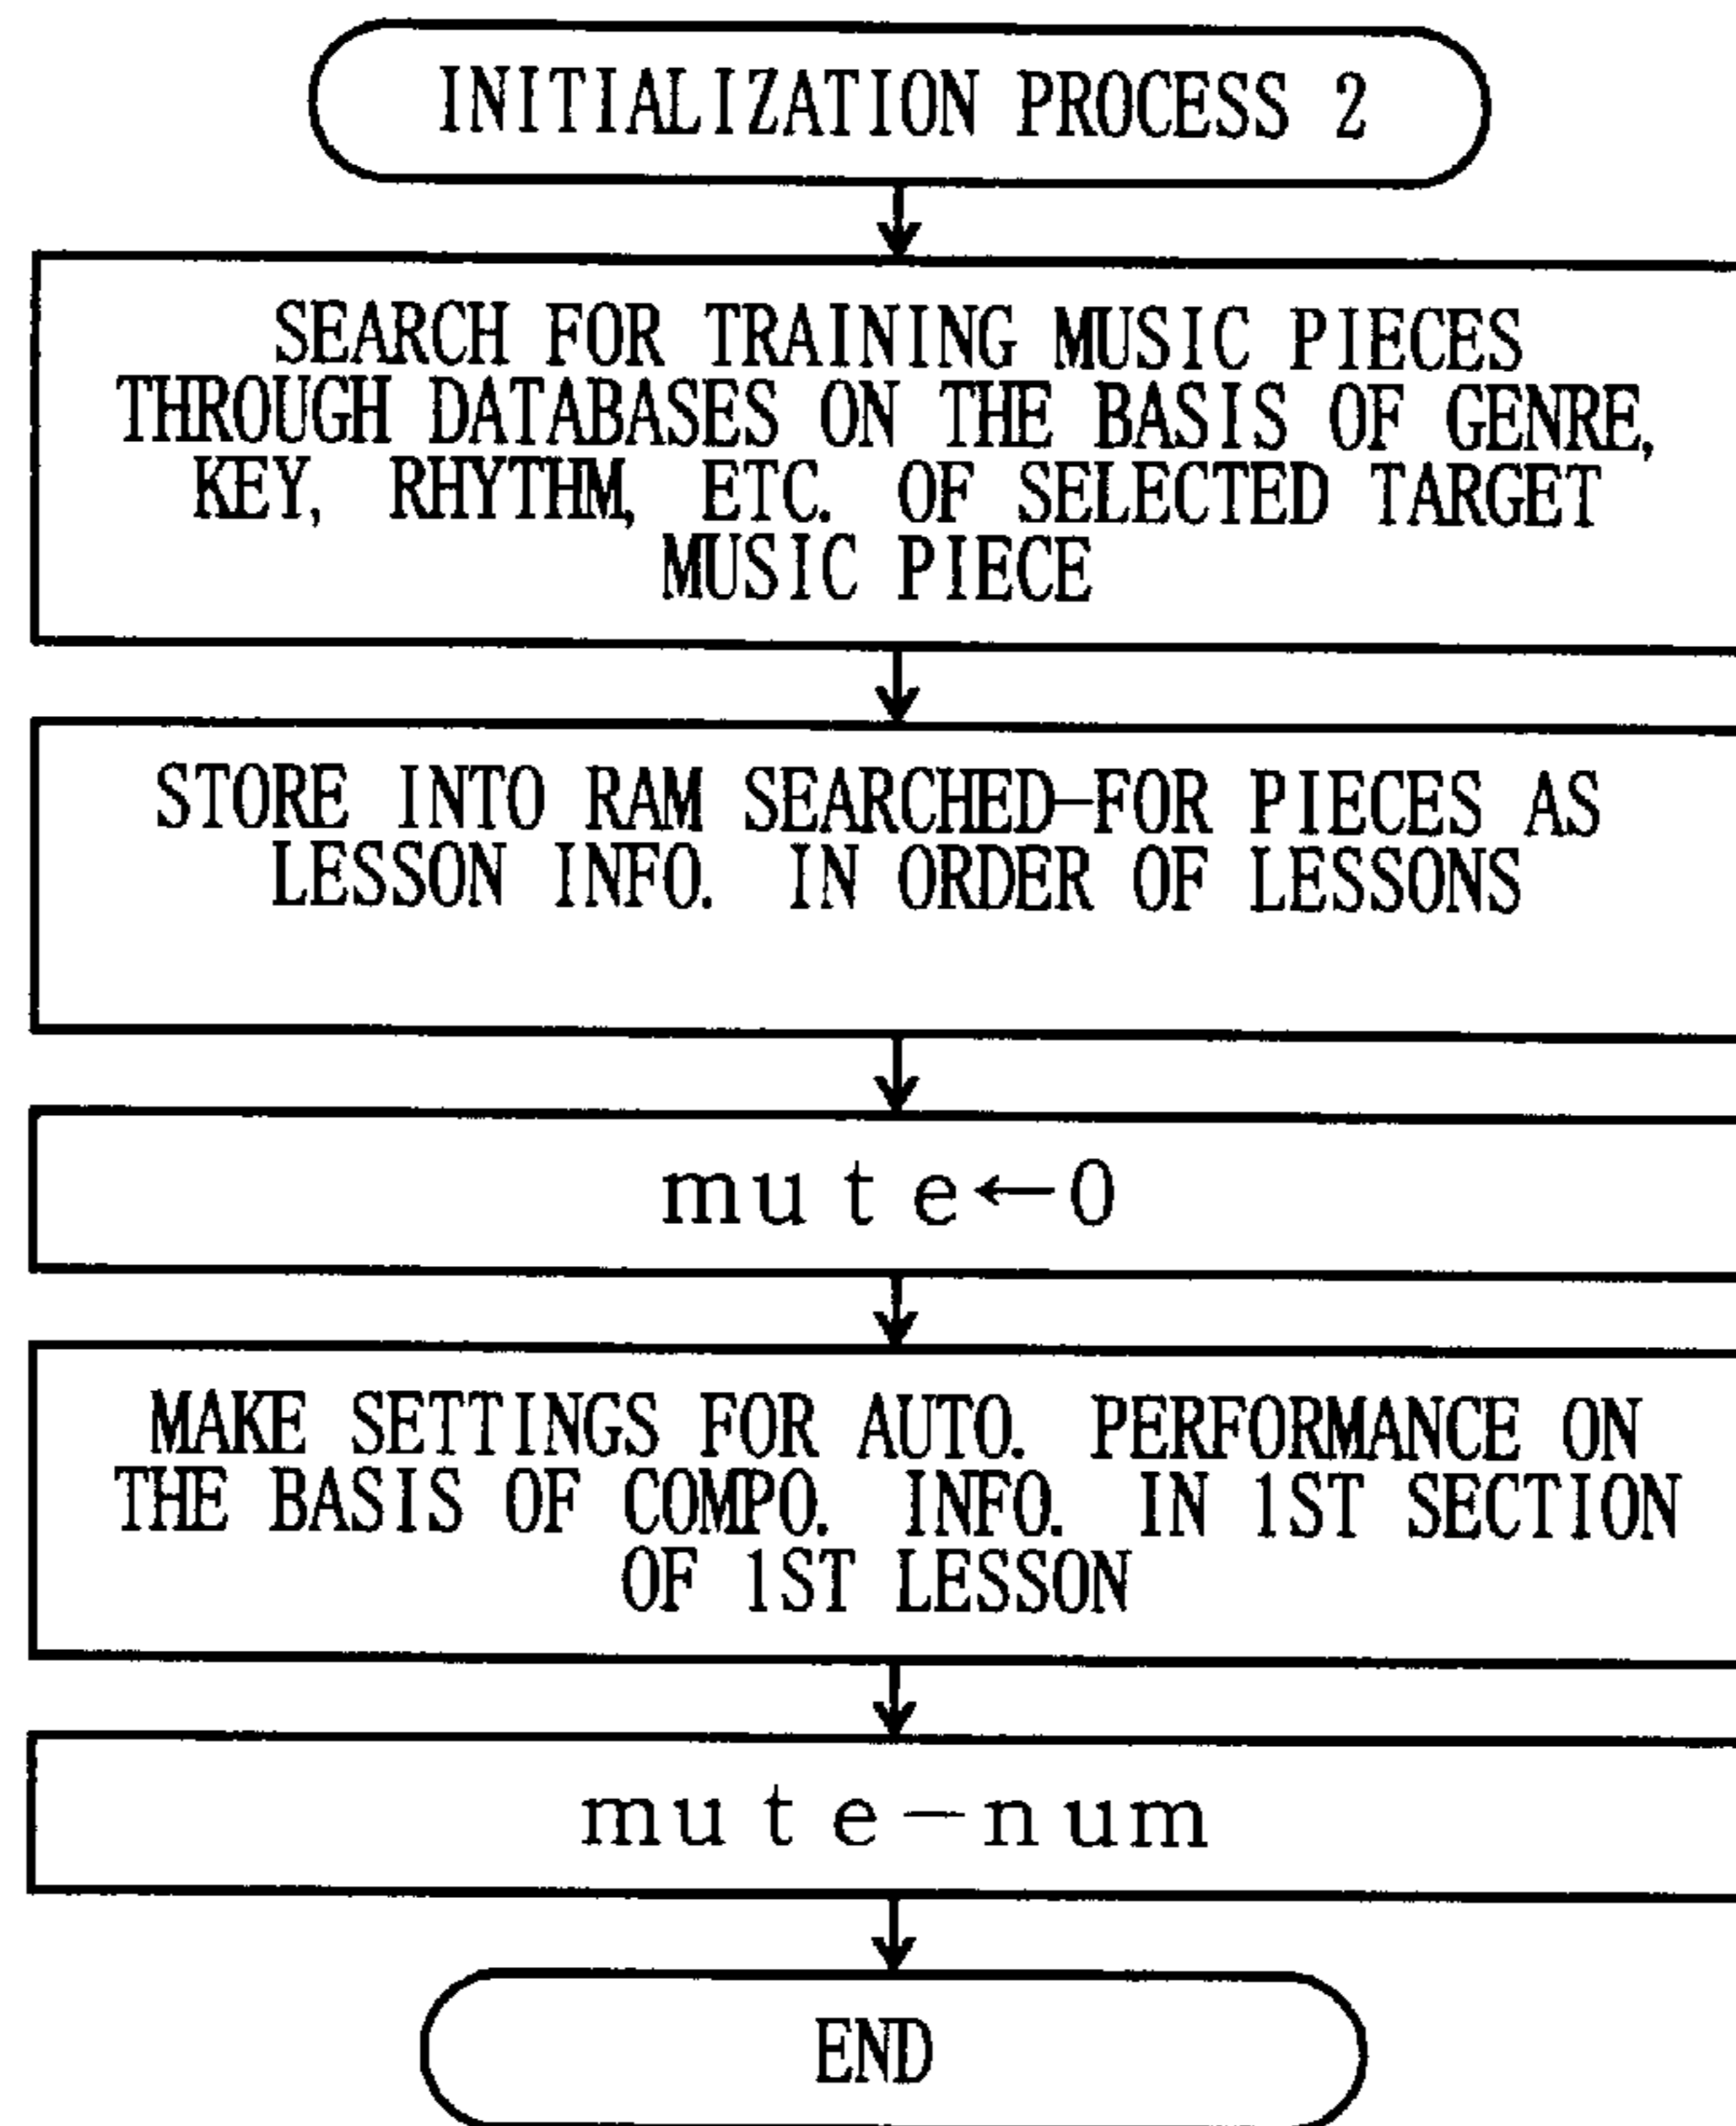 INITIALIZATION PROCESS 2
SEARCH FOR TRAINING MUSIC PIECES
THROUGH DATABASES ON THE BASIS OF GENRE,
KEY, RHYTHM, ETC. OF SELECTED TARGET
MUSIC PIECE
STORE INTO RAM SEARCHED-FOR PIECES AS
LESSON INFO. IN ORDER OF LESSONS
mute←0
MAKE SETTINGS FOR AUTO. PERFORMANCE ON
THE BASIS OF COMPO. INFO. IN 1ST SECTION
OF 1ST LESSON
mute-num
END